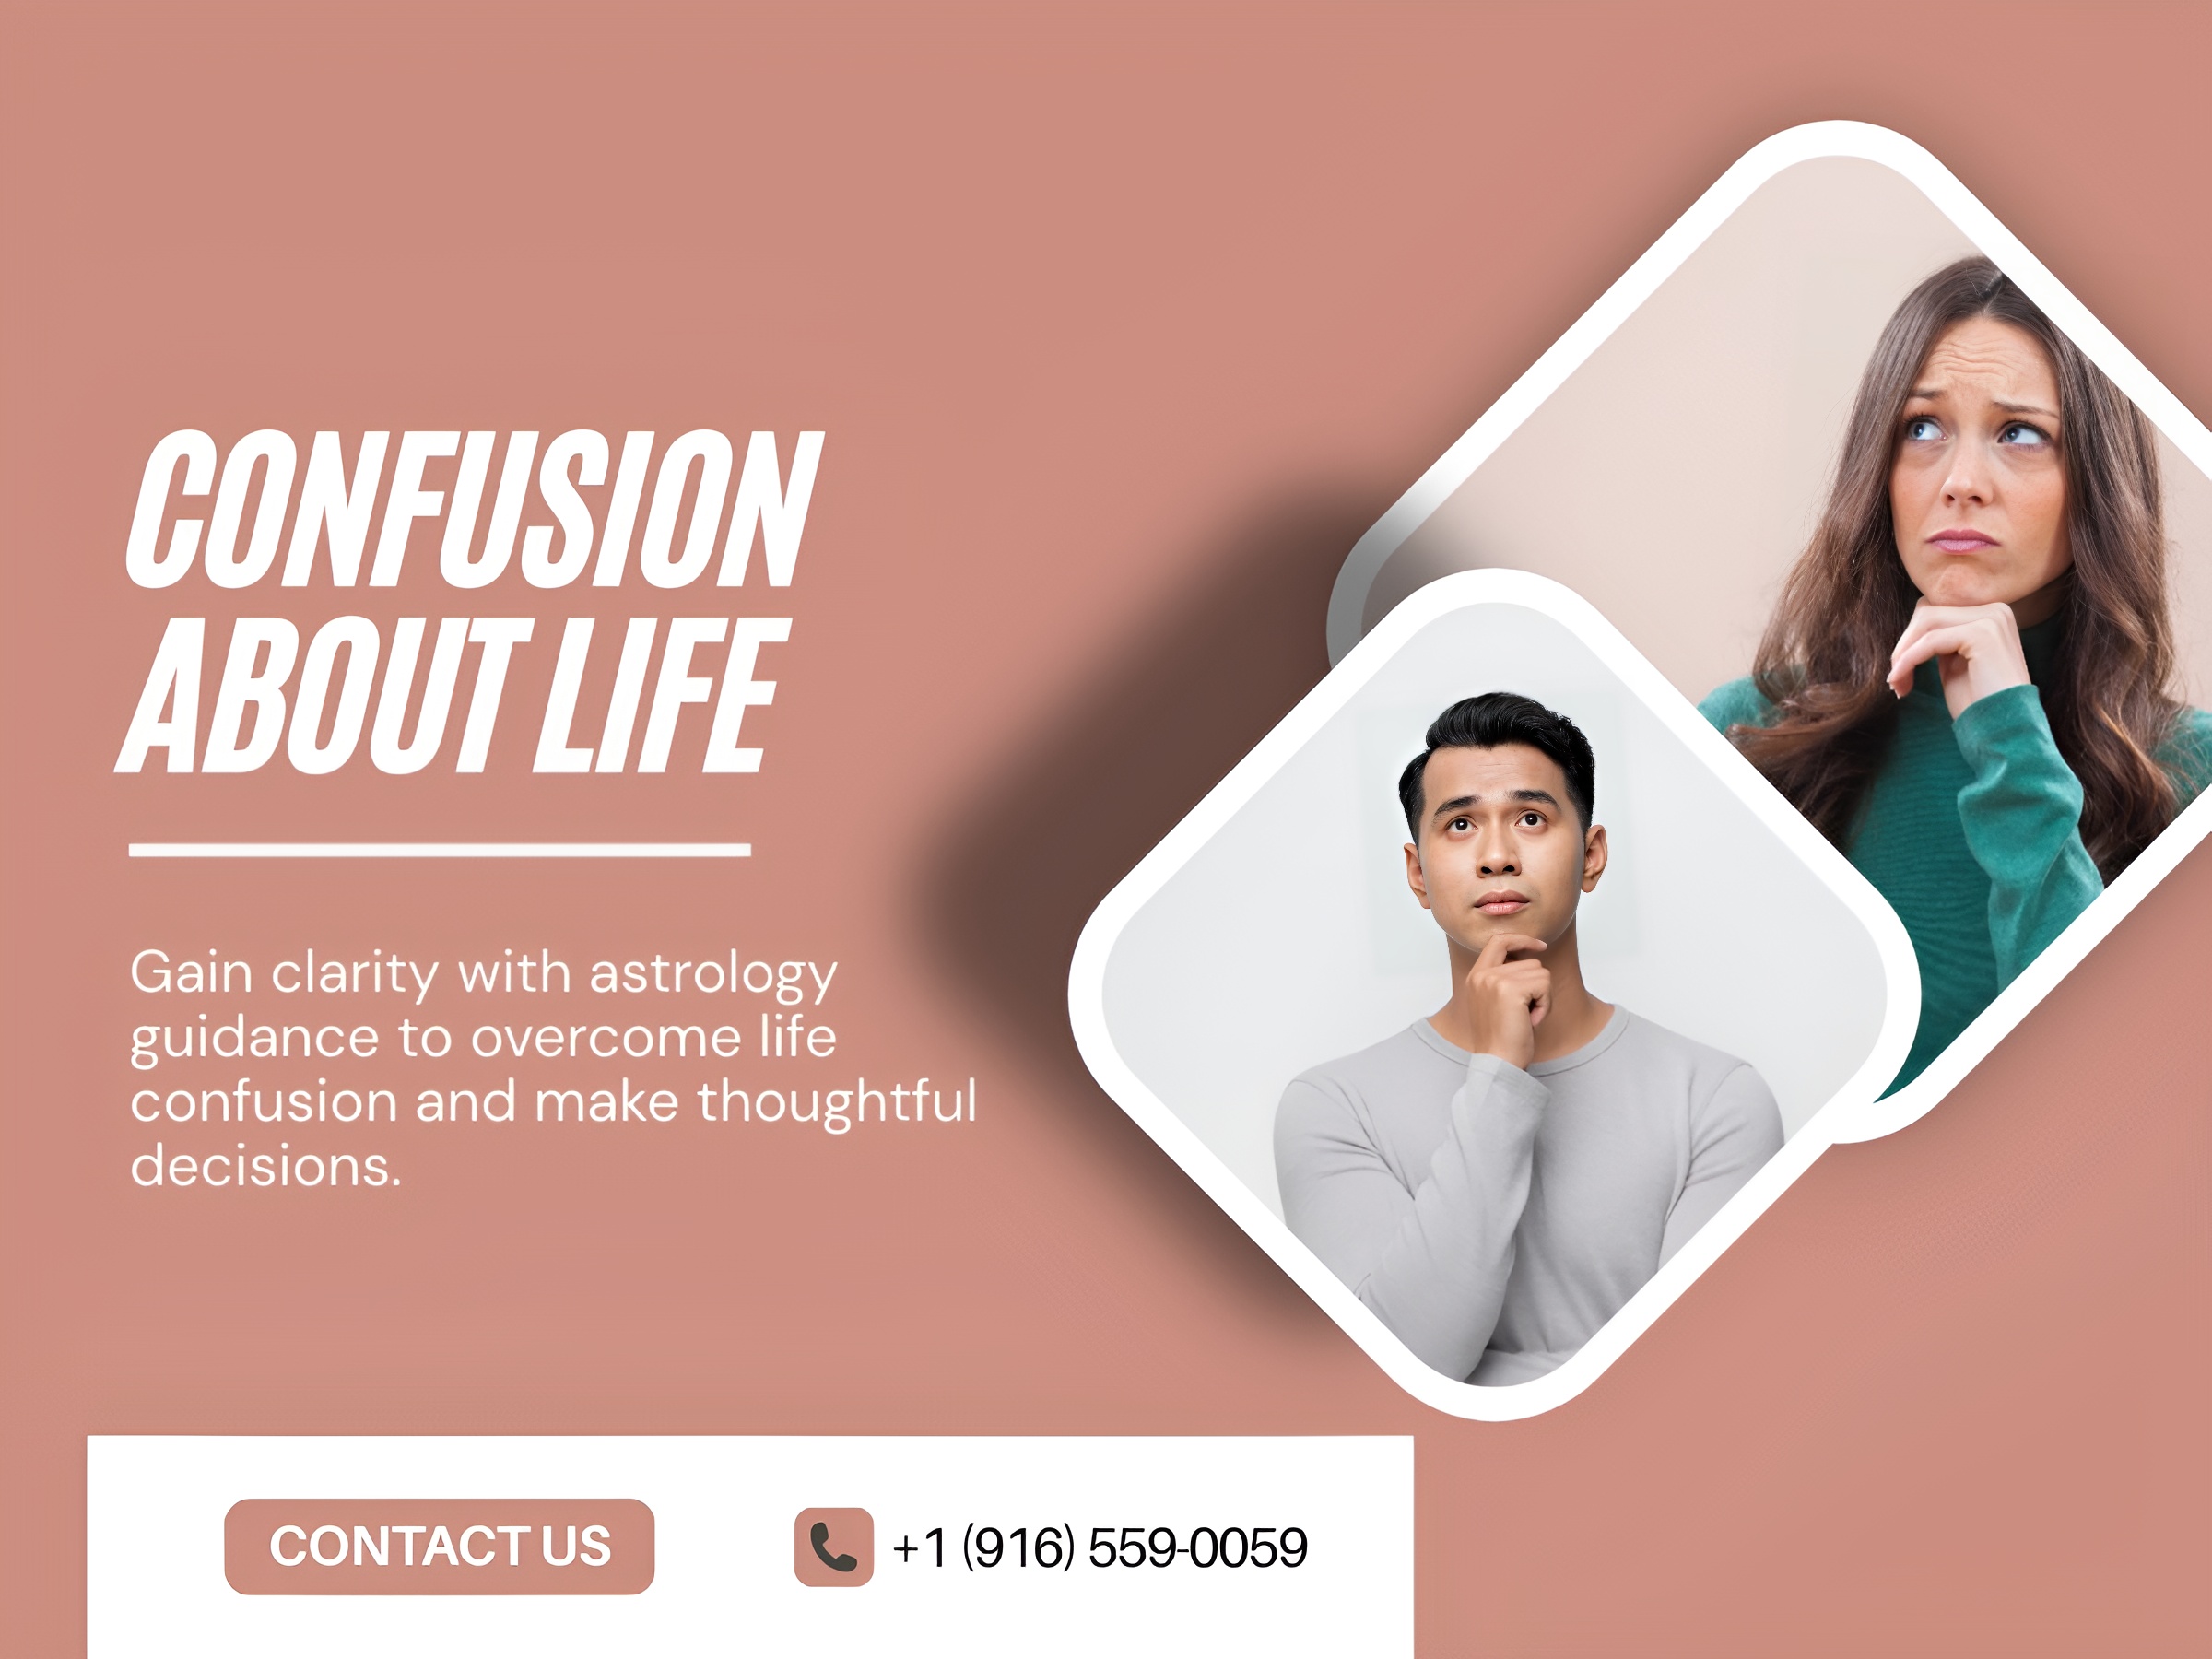 CONFUSION
ABOUT LIFE
Gain clarity with astrology
guidance to overcome life
confusion and make thoughtful
decisions.
CONTACT US
+1 (916) 559-0059